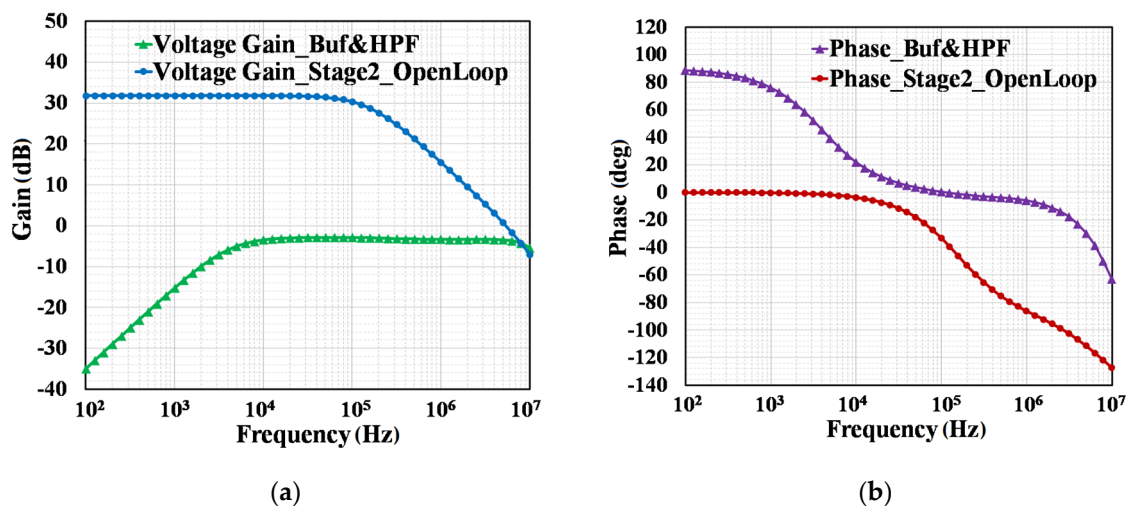 50
40
30
20
10
0
-10
-20
-30
-40
Gain (dB)
Voltage Gain_Buf&HPF
Voltage Gain_Stage2_OpenLoop
10² 10³ 10⁴ 10⁵ 10⁶ 10⁷
Frequency (Hz)
(a)
120
100
80
60
40
20
0
-20
-40
-60
-80
-100
-120
-140
Phase (deg)
Phase_Buf&HPF
Phase_Stage2_OpenLoop
10² 10³ 10⁴ 10⁵ 10⁶ 10⁷
Frequency (Hz)
(b)